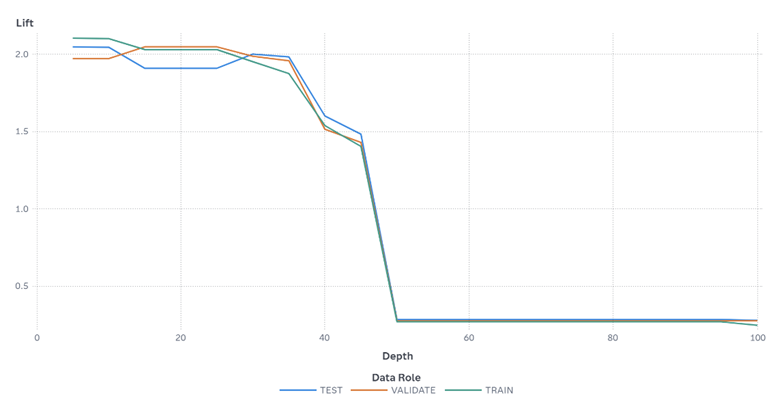 Lift
2.0
1.5
1.0
0.5
0 20 40 60 80 100
Depth
Data Role
TEST VALIDATE TRAIN